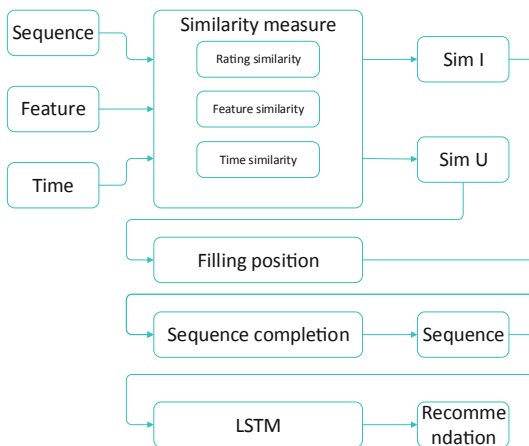 Sequence
Feature
Time
Similarity measure
Rating similarity
Feature similarity
Time similarity
Sim I
Sim U
Filling position
Sequence completion
Sequence
LSTM
Recomme
ndation